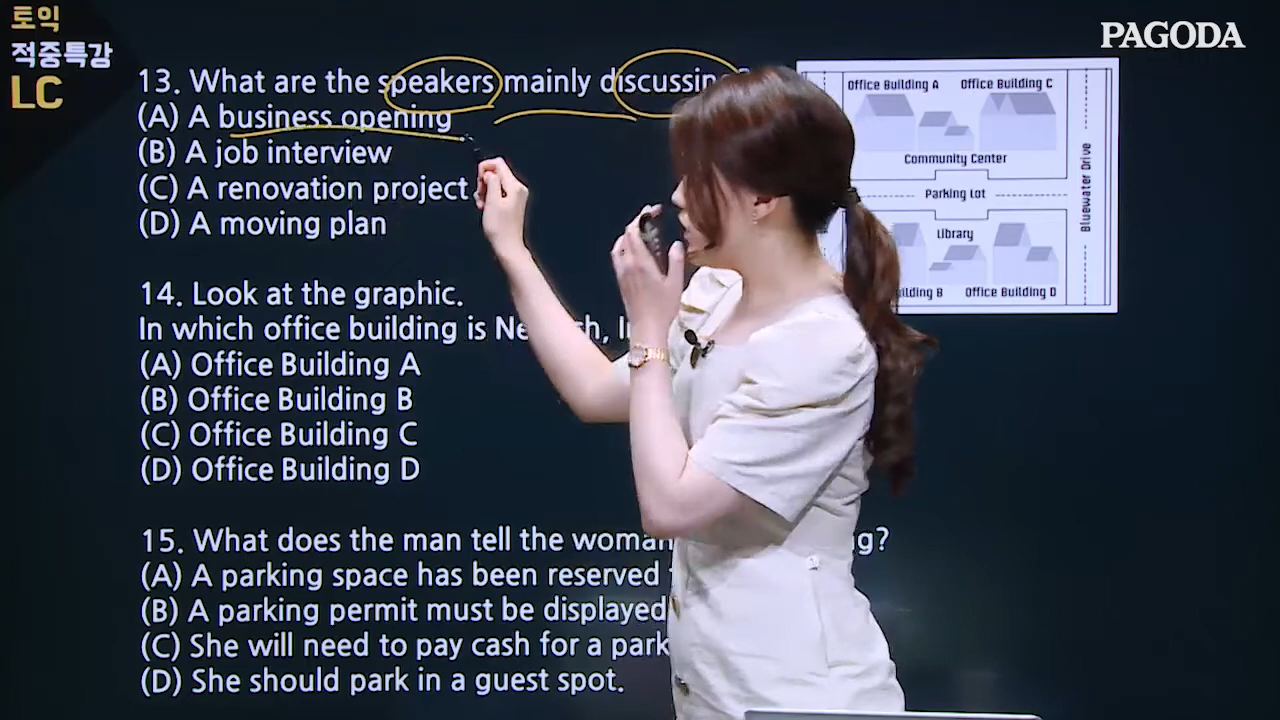 토익
적중특강
LC
PAGODA
13. What are the speakers mainly
(A) A business opening
(B) A job interview
(C) A renovation project
(D) A moving plan
14. Look at the graphic.
In which office building is
(A) Office Building A
(B) Office Building B
(C) Office Building C
(D) Office Building D
15. What does the man tell the woman
(A) A parking space has been reserved
(B) A parking permit must be displayed
(C) She will need to pay cash for a
(D) She should park in a guest spot.
Office Building A
Office Building C
Community Center
Parking Lot
Bluewater Drive
Library
B
Office Building D